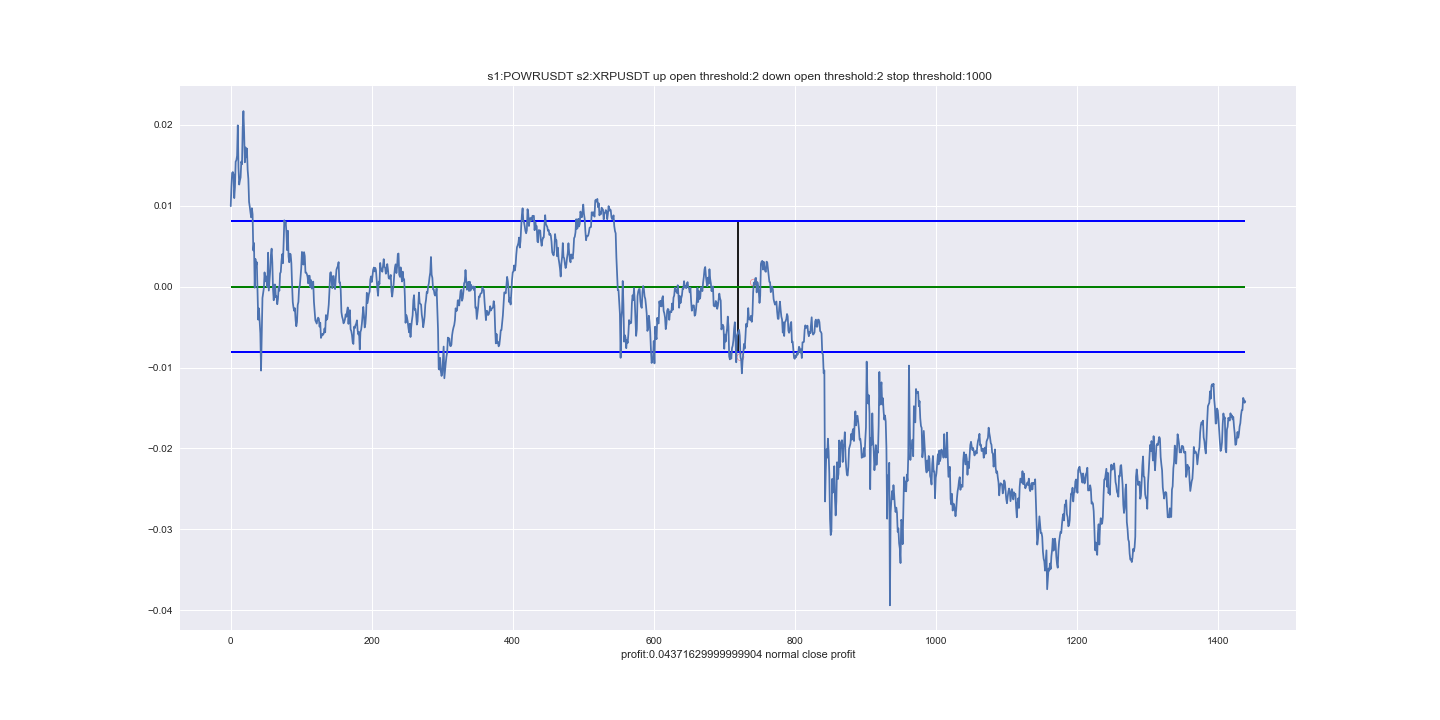 s1:POWRUSDT s2:XRPUSDT up open threshold:2 down open threshold:2 stop threshold:1000
0.02
0.01
0.00
−0.01
−0.02
−0.03
−0.04
0 200 400 600 800 1000 1200 1400
profit:0.04371629999999904 normal close profit